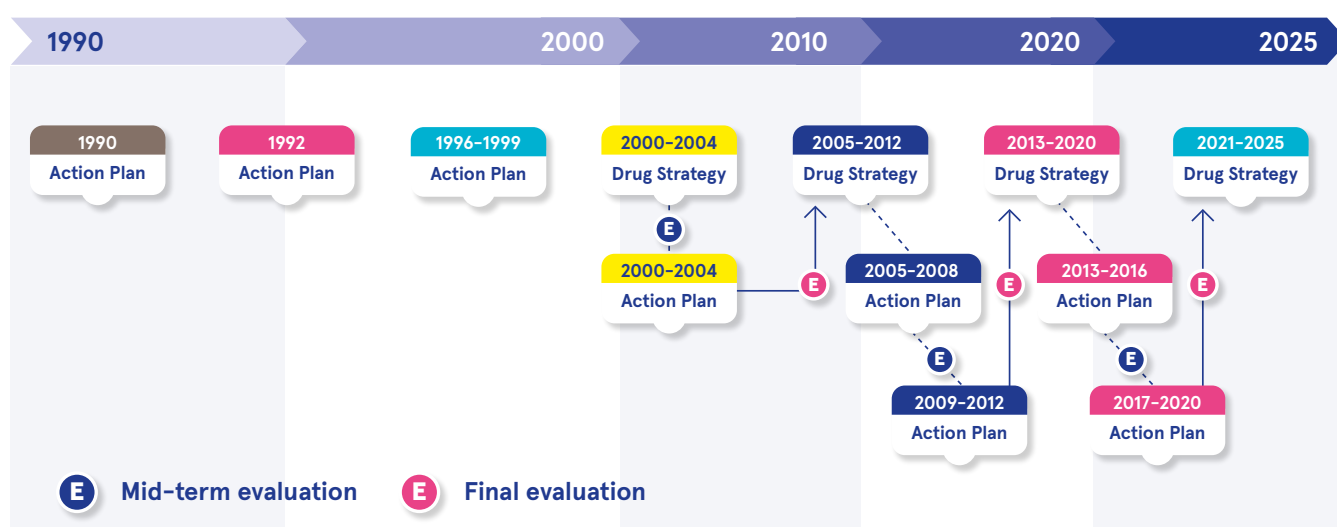 1990
2000
2010
2020
2025
1990
Action Plan
1992
Action Plan
1996–1999
Action Plan
2000–2004
Drug Strategy
2005–2012
Drug Strategy
2013–2020
Drug Strategy
2021–2025
Drug Strategy
E
2000–2004
Action Plan
E
2005–2008
Action Plan
E
2013–2016
Action Plan
E
E
E
2009–2012
Action Plan
2017–2020
Action Plan
E Mid-term evaluation
E Final evaluation